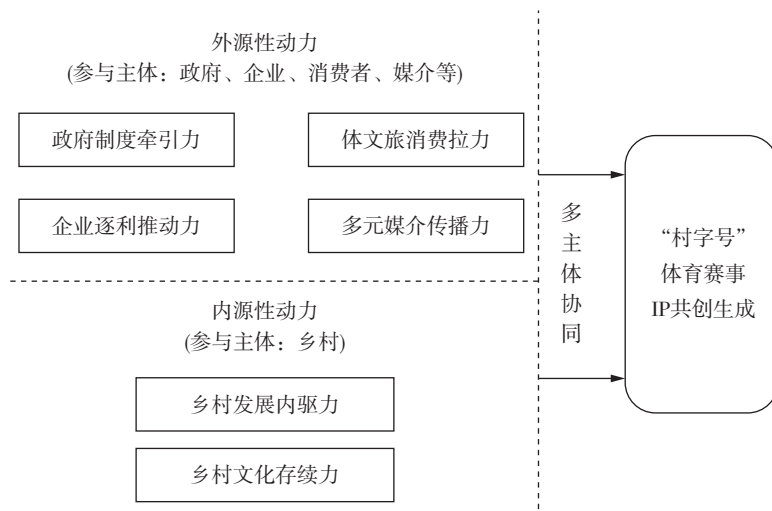 外源性动力
(参与主体：政府、企业、消费者、媒介等)
政府制度牵引力
体文旅消费拉力
企业逐利推动力
多元媒介传播力
内源性动力
(参与主体：乡村)
乡村发展内驱力
乡村文化存续力
多主体协同
“村字号”
体育赛事
IP共创生成